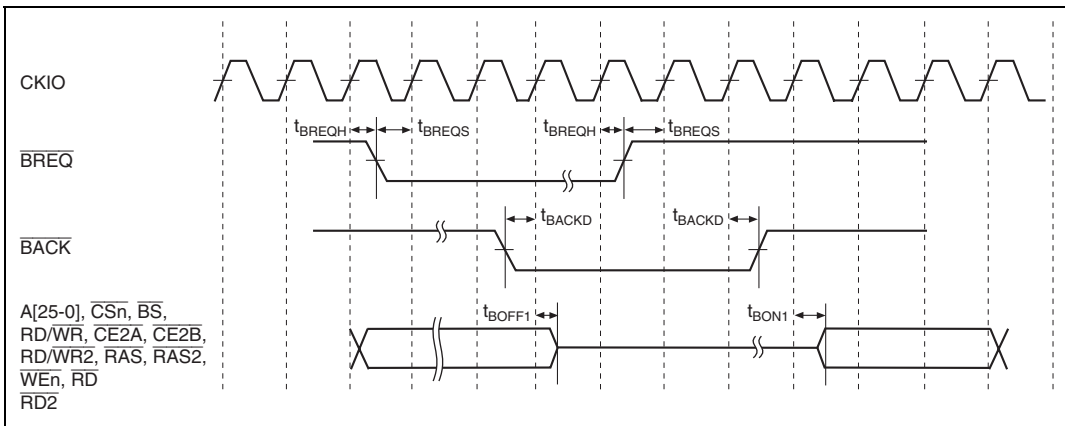 CKIO
tBREQH tBREQS tBREQH tBREQS
BREQ
tBACKD tBACKD
BACK
A[25-0], CSn, BS,
RD/WR, CE2A, CE2B,
RD/WR2, RAS, RAS2,
WEn, RD
RD2
tBOFF1 tBON1